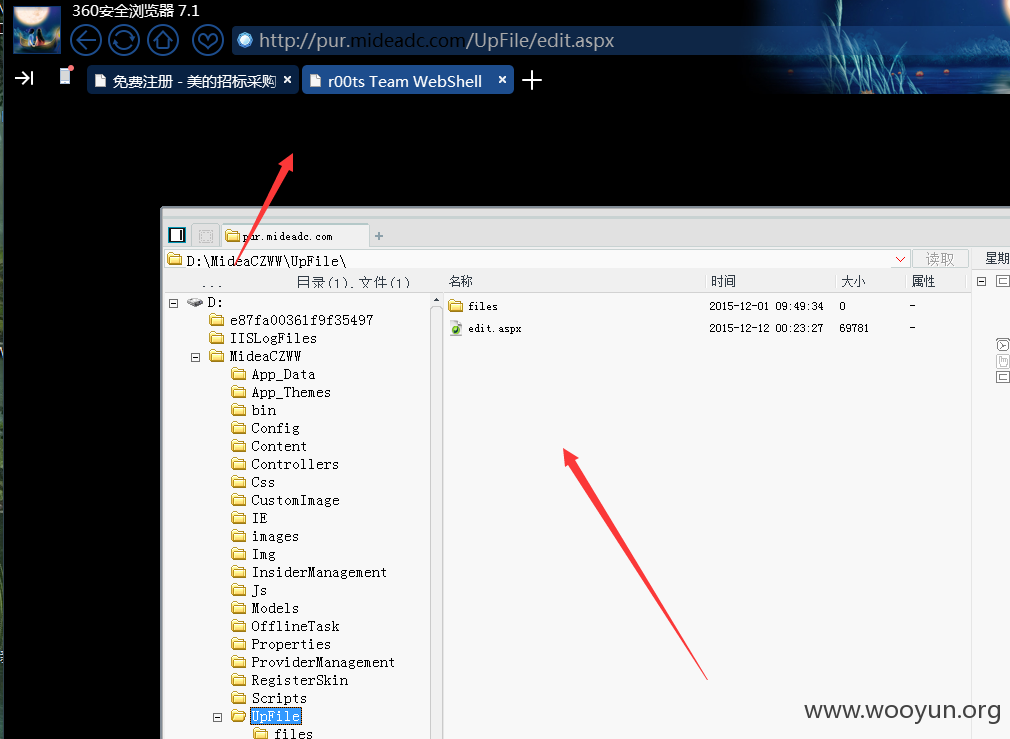 360安全浏览器 7.1
http://pur.mideadc.com/UpFile/edit.aspx
免费注册 - 美的招标采购
r00ts Team WebShell
pur.mideadc.com
D:\MideaCZWW\UpFile\
读取
星期
... 目录(1), 文件(1)
名称 时间 大小 属性
D:
files 2015-12-01 09:49:34 0 -
e87fa00361f9f35497
edit.aspx 2015-12-12 00:23:27 69781 -
IISLogFiles
MideaCZWW
App_Data
App_Themes
bin
Config
Content
Controllers
Css
CustomImage
IE
images
Img
InsiderManagement
Js
Models
OfflineTask
Properties
ProviderManagement
RegisterSkin
Scripts
UpFile
files
www.wooyun.org